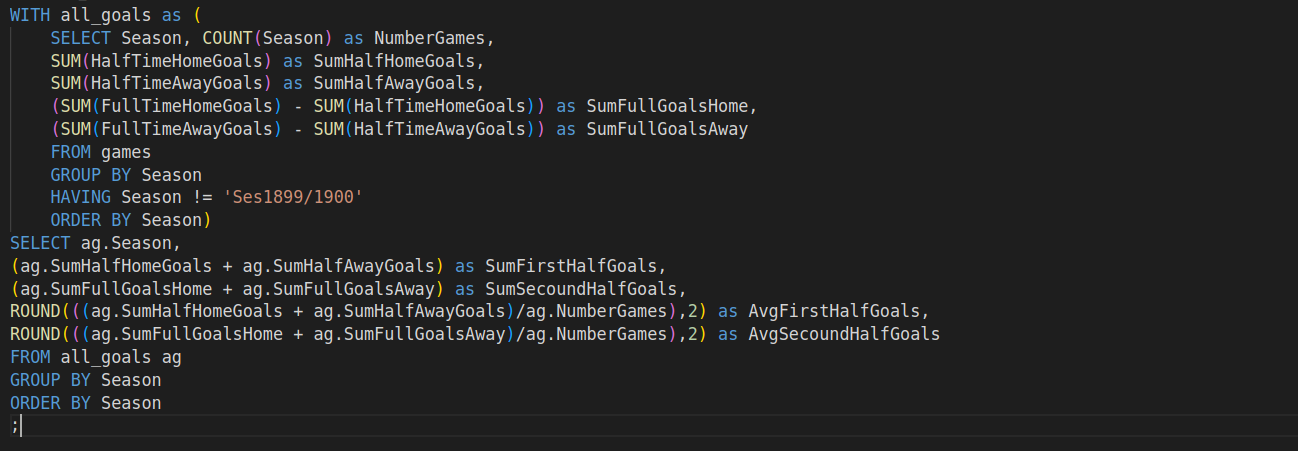 WITH all_goals as (
    SELECT Season, COUNT(Season) as NumberGames,
    SUM(HalfTimeHomeGoals) as SumHalfHomeGoals,
    SUM(HalfTimeAwayGoals) as SumHalfAwayGoals,
    (SUM(FullTimeHomeGoals) - SUM(HalfTimeHomeGoals)) as SumFullGoalsHome,
    (SUM(FullTimeAwayGoals) - SUM(HalfTimeAwayGoals)) as SumFullGoalsAway
    FROM games
    GROUP BY Season
    HAVING Season != 'Ses1899/1900'
    ORDER BY Season)
SELECT ag.Season,
(ag.SumHalfHomeGoals + ag.SumHalfAwayGoals) as SumFirstHalfGoals,
(ag.SumFullGoalsHome + ag.SumFullGoalsAway) as SumSecoundHalfGoals,
ROUND(((ag.SumHalfHomeGoals + ag.SumHalfAwayGoals)/ag.NumberGames),2) as AvgFirstHalfGoals,
ROUND(((ag.SumFullGoalsHome + ag.SumFullGoalsAway)/ag.NumberGames),2) as AvgSecoundHalfGoals
FROM all_goals ag
GROUP BY Season
ORDER BY Season
;